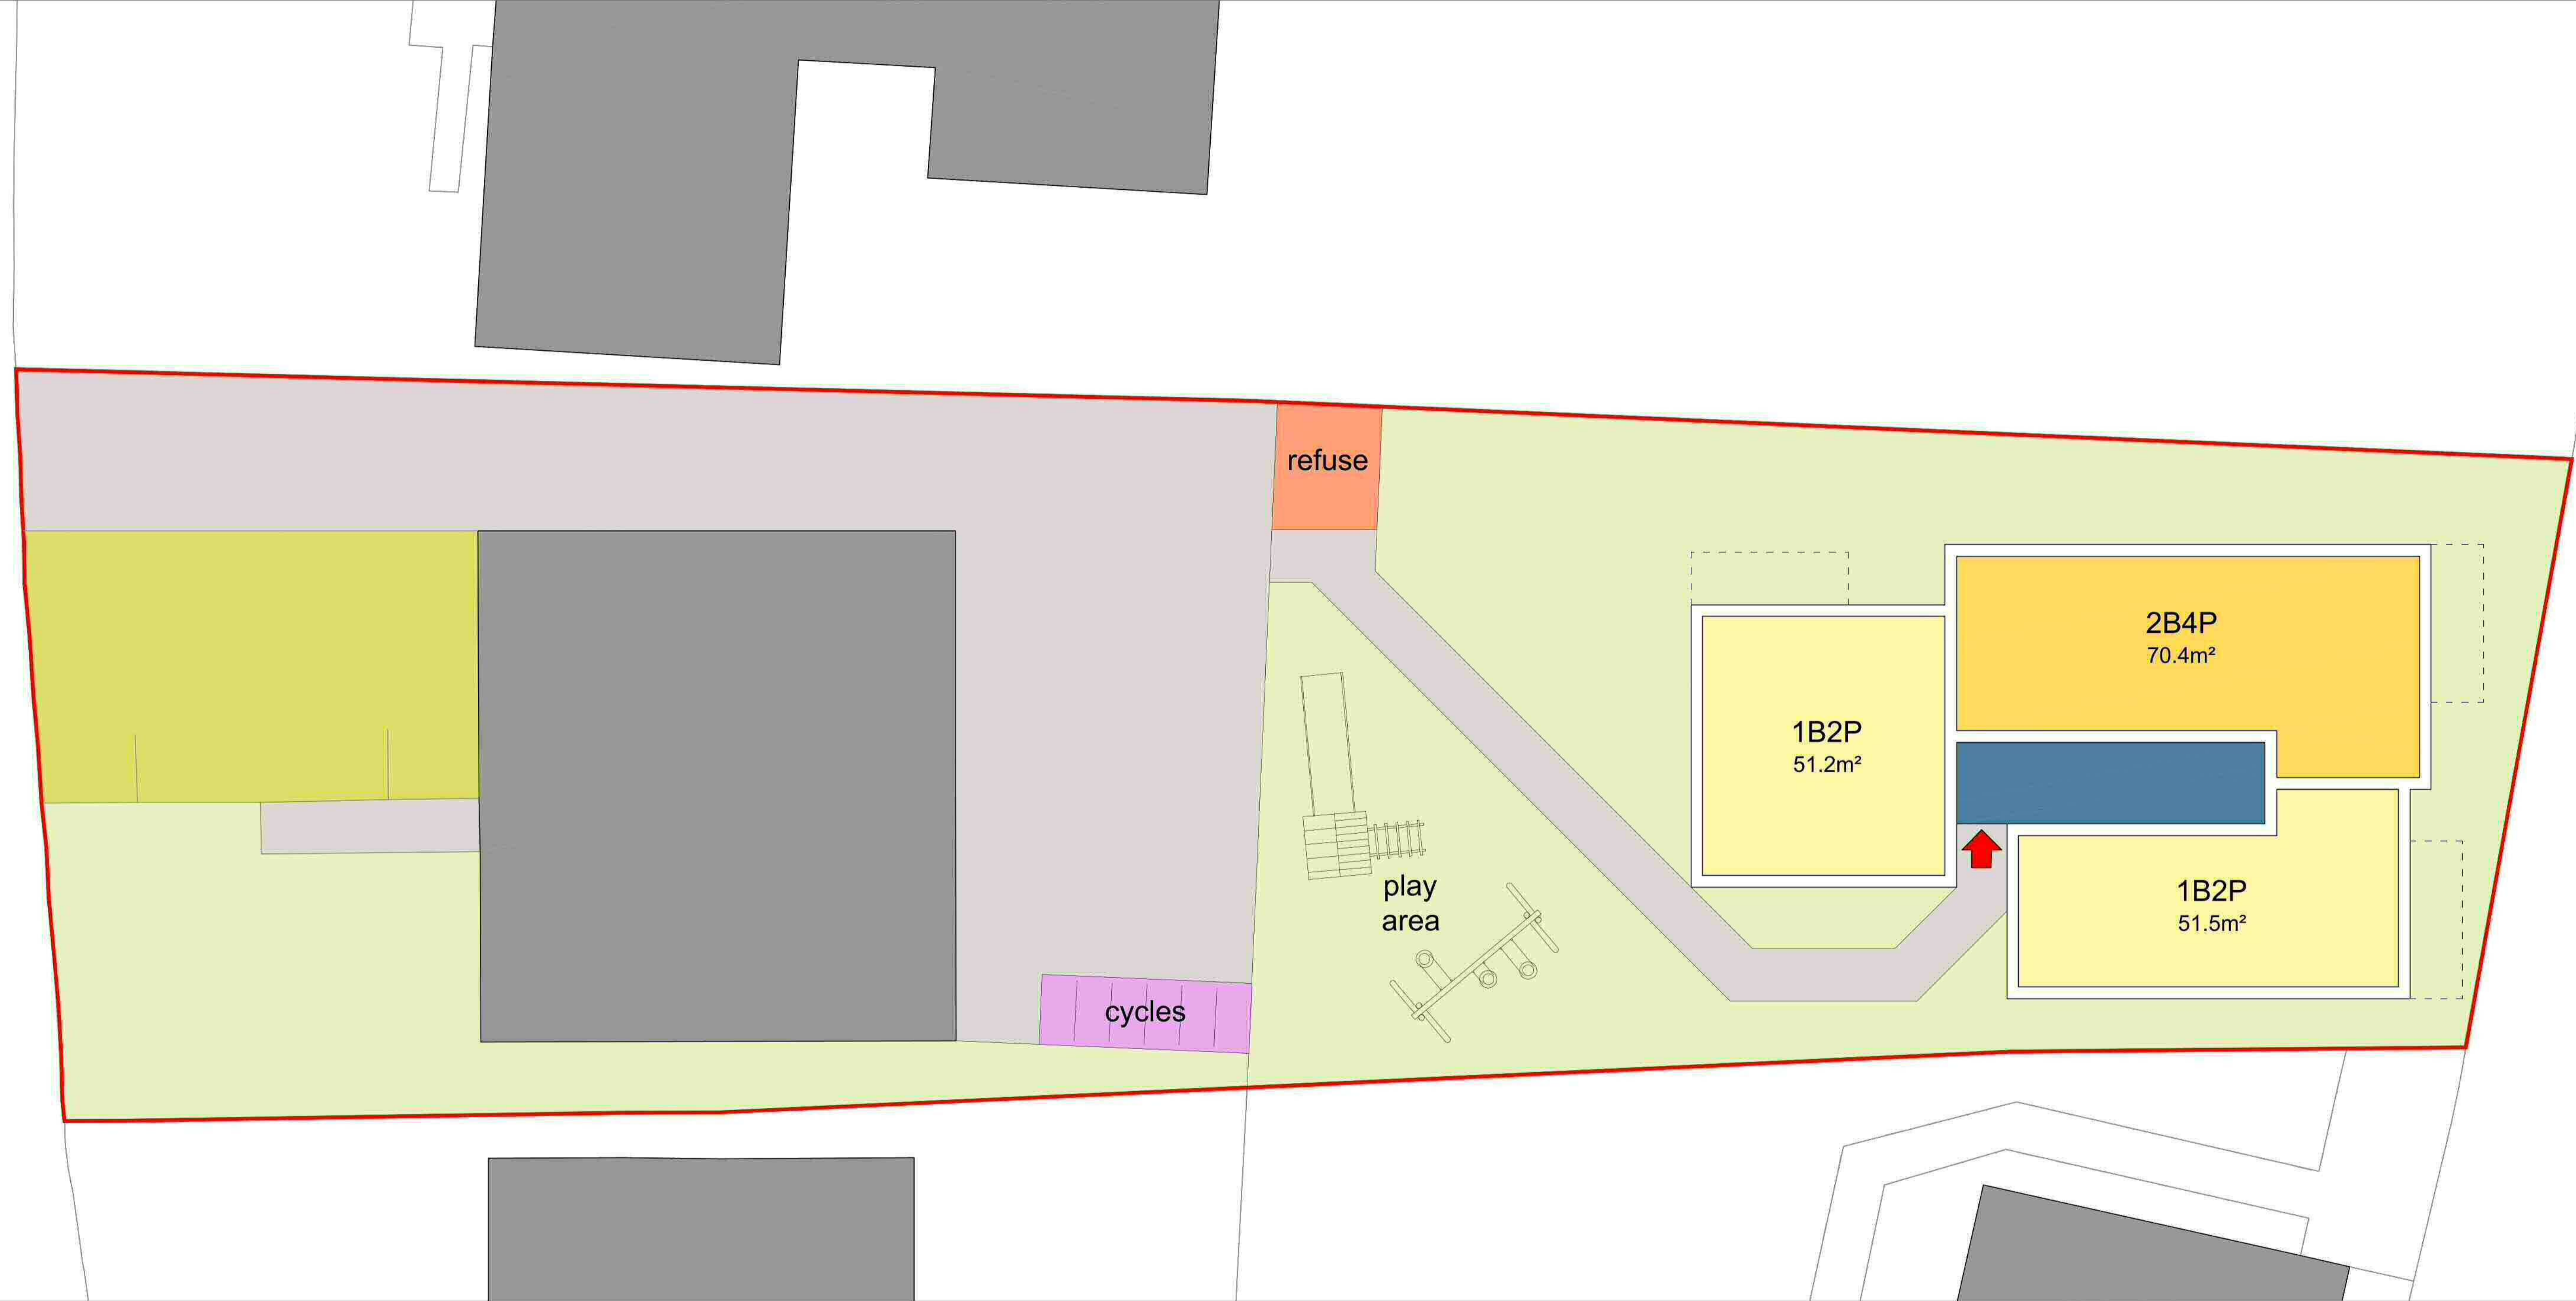 refuse
2B4P
70.4m²
1B2P
51.2m²
play
area
1B2P
51.5m²
cycles